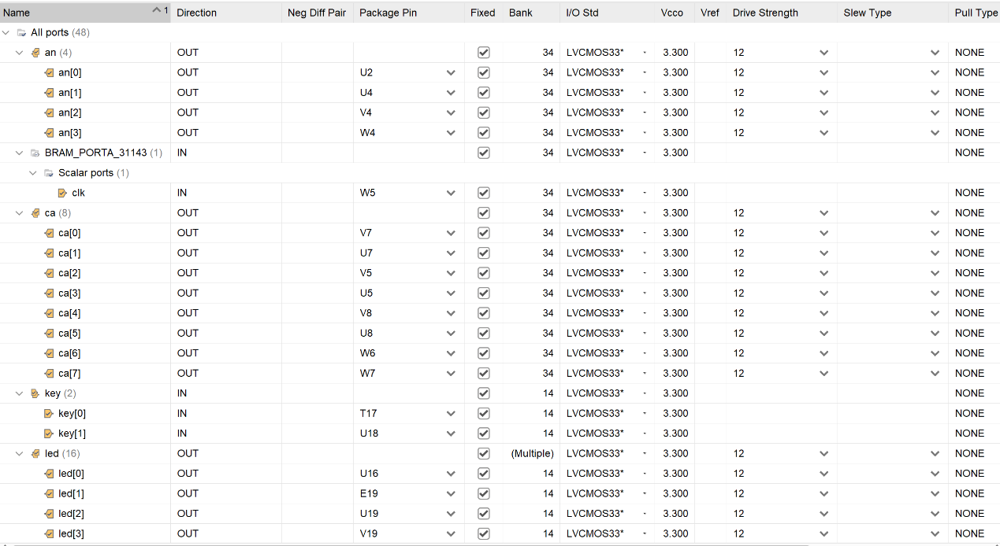 Name 1 Direction Neg Diff Pair Package Pin Fixed Bank I/O Std Vcco Vref Drive Strength Slew Type Pull Type
All ports (48)
an (4) OUT 34 LVCMOS33* 3.300 12 NONE
an[0] OUT U2 34 LVCMOS33* 3.300 12 NONE
an[1] OUT U4 34 LVCMOS33* 3.300 12 NONE
an[2] OUT V4 34 LVCMOS33* 3.300 12 NONE
an[3] OUT W4 34 LVCMOS33* 3.300 12 NONE
BRAM_PORTA_31143 (1) IN 34 LVCMOS33* 3.300 NONE
Scalar ports (1)
clk IN W5 34 LVCMOS33* 3.300 NONE
ca (8) OUT 34 LVCMOS33* 3.300 12 NONE
ca[0] OUT V7 34 LVCMOS33* 3.300 12 NONE
ca[1] OUT U7 34 LVCMOS33* 3.300 12 NONE
ca[2] OUT V5 34 LVCMOS33* 3.300 12 NONE
ca[3] OUT U5 34 LVCMOS33* 3.300 12 NONE
ca[4] OUT V8 34 LVCMOS33* 3.300 12 NONE
ca[5] OUT U8 34 LVCMOS33* 3.300 12 NONE
ca[6] OUT W6 34 LVCMOS33* 3.300 12 NONE
ca[7] OUT W7 34 LVCMOS33* 3.300 12 NONE
key (2) IN 14 LVCMOS33* 3.300 NONE
key[0] IN T17 14 LVCMOS33* 3.300 NONE
key[1] IN U18 14 LVCMOS33* 3.300 NONE
led (16) OUT (Multiple) LVCMOS33* 3.300 12 NONE
led[0] OUT U16 14 LVCMOS33* 3.300 12 NONE
led[1] OUT E19 14 LVCMOS33* 3.300 12 NONE
led[2] OUT U19 14 LVCMOS33* 3.300 12 NONE
led[3] OUT V19 14 LVCMOS33* 3.300 12 NONE